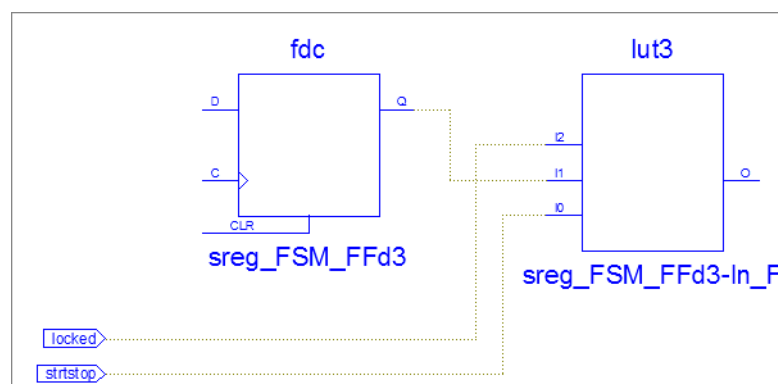 fdc
lut3
D
Q
I2
C
I1
O
I0
CLR
sreg_FSM_FFd3
sreg_FSM_FFd3-In_F
locked
strtstop